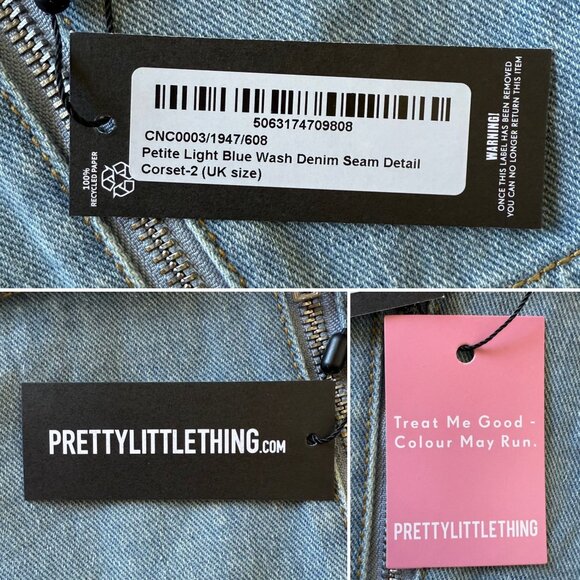 5063174709808
CNC0003/1947/608
Petite Light Blue Wash Denim Seam Detail
Corset-2 (UK size)
100%
RECYCLED PAPER
WARNING!
ONCE THIS LABEL HAS BEEN REMOVED
YOU CAN NO LONGER RETURN THIS ITEM
PRETTYLITTLETHING.COM
Treat Me Good -
Colour May Run.
PRETTYLITTLETHING